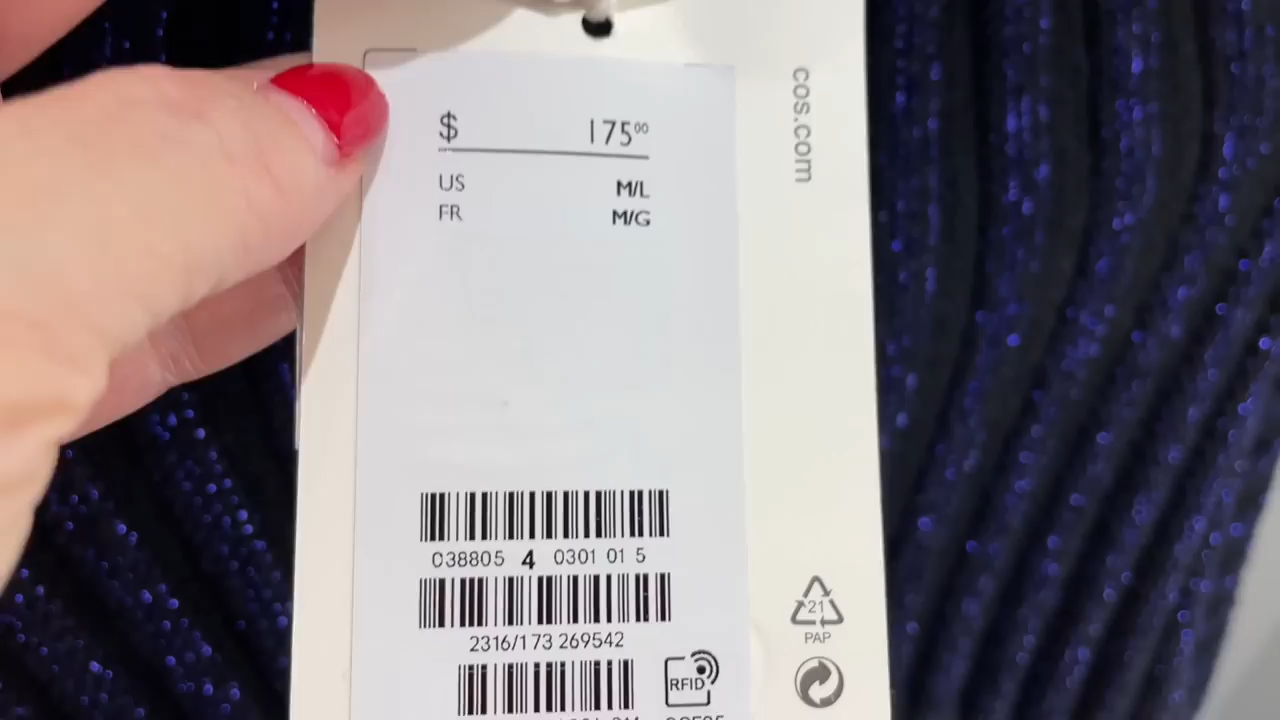 $ 175⁰⁰
US M/L
FR M/G
cos.com
038805 4 0301 01 5
2316/173 269542
21
PAP
RFID